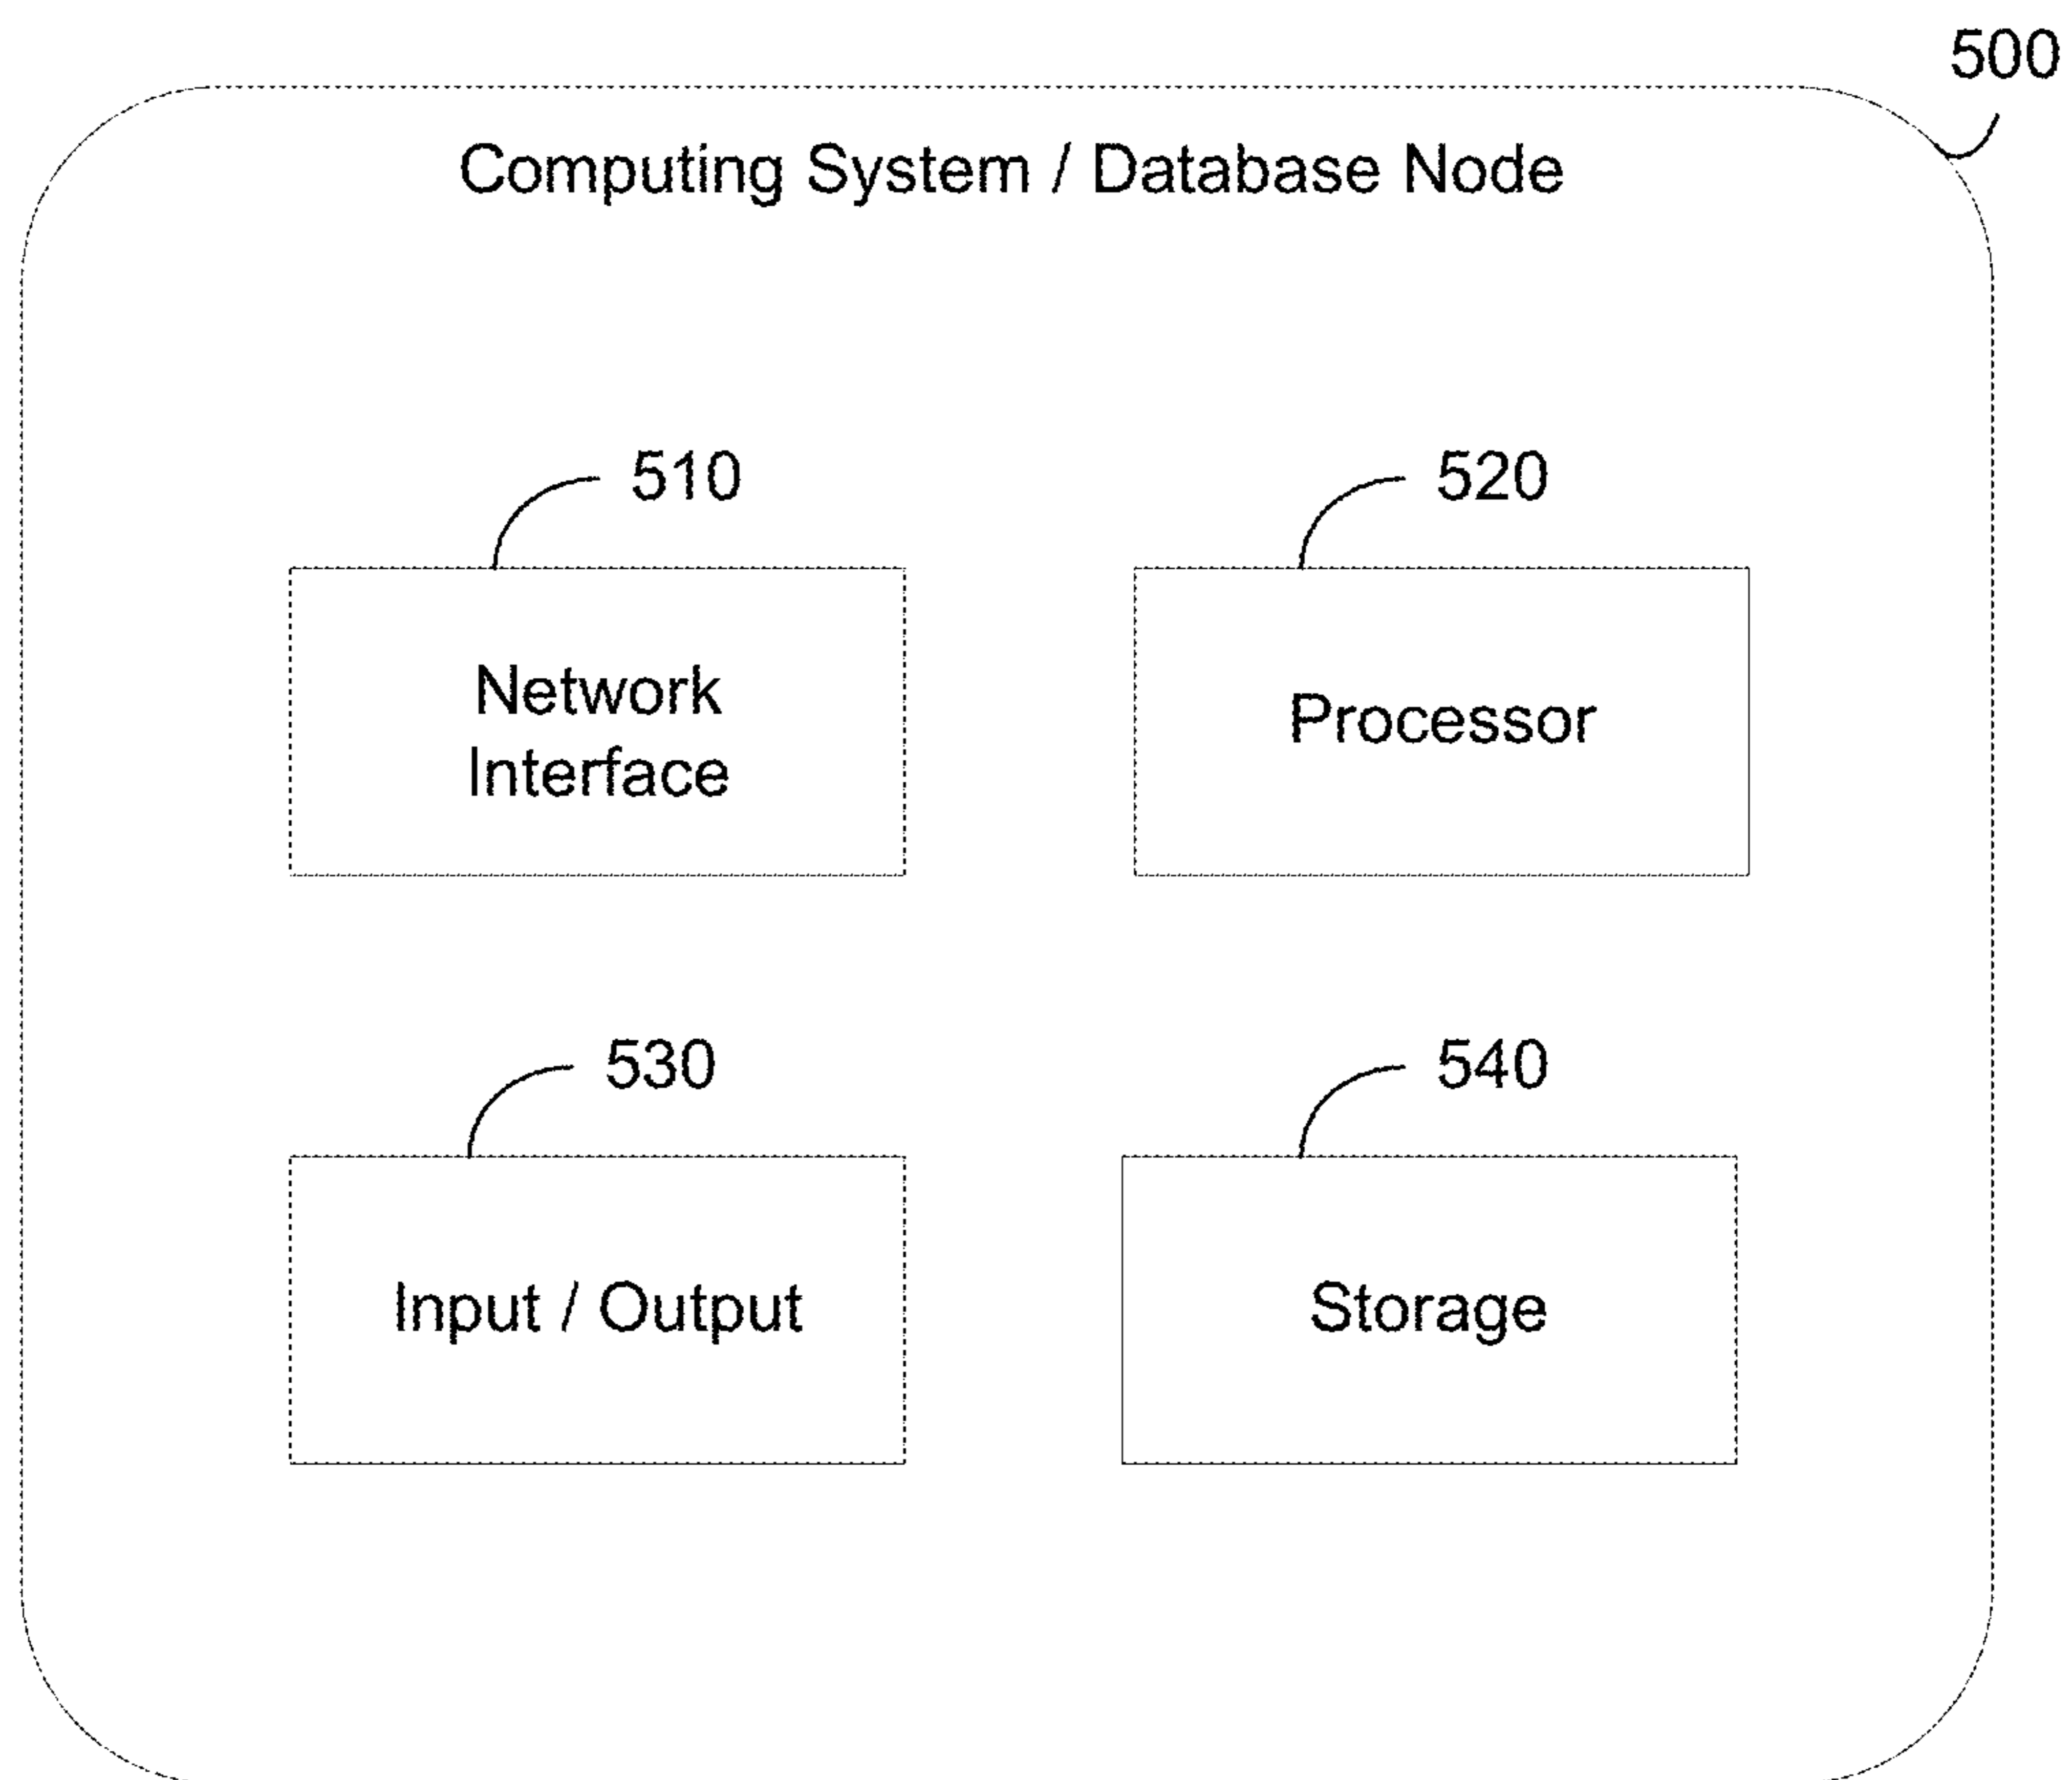 500
Computing System / Database Node
510
520
Network
Interface
Processor
530
540
Input / Output
Storage